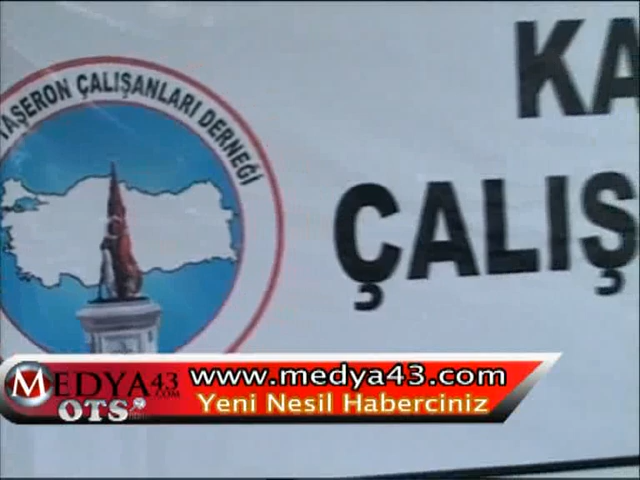 TAŞERON ÇALIŞANLARI DERNEĞİ
KA
ÇALIŞ
MEDYA43
.COM
OTS
www.medya43.com
Yeni Nesil Haberciniz